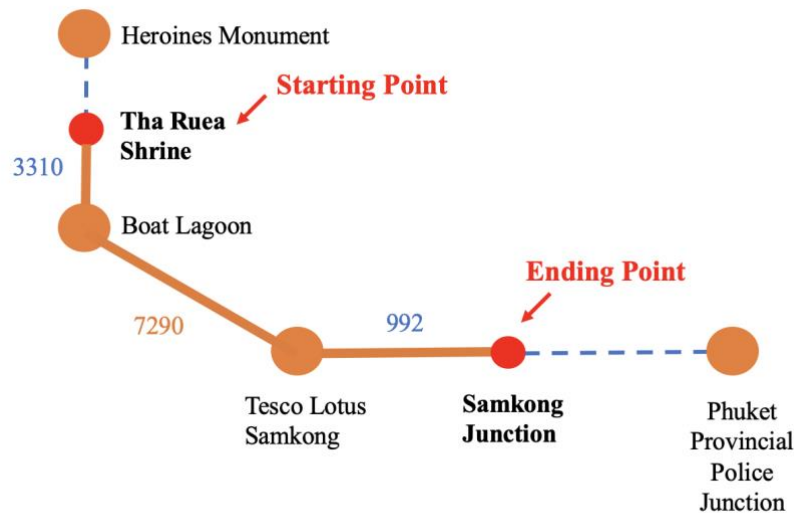 Heroines Monument
Starting Point
Tha Ruea
Shrine
3310
Boat Lagoon
Ending Point
7290
992
Tesco Lotus
Samkong
Samkong
Junction
Phuket
Provincial
Police
Junction